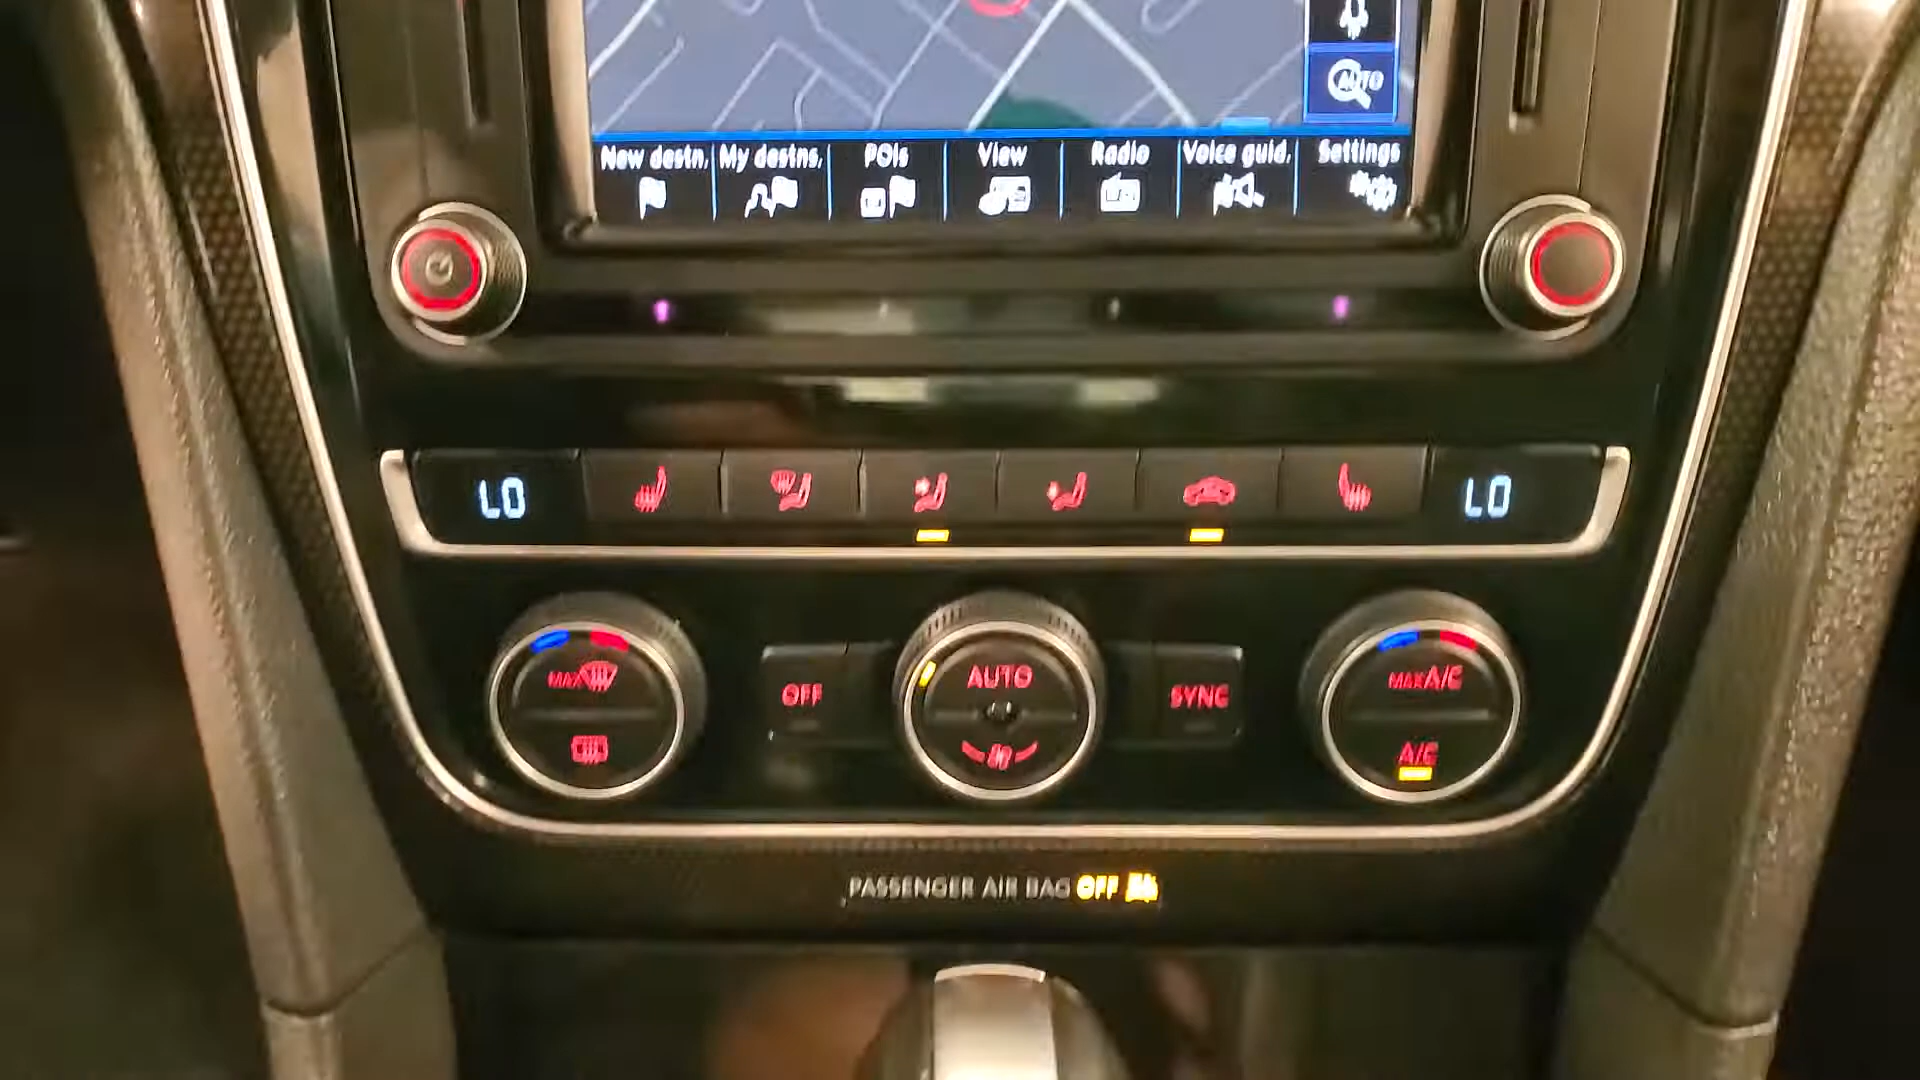 AUTO
New destn. My destns. POIs View Radio Voice guid. Settings
LO LO
MAX OFF AUTO SYNC MAX A/C
A/C
PASSENGER AIR BAG OFF